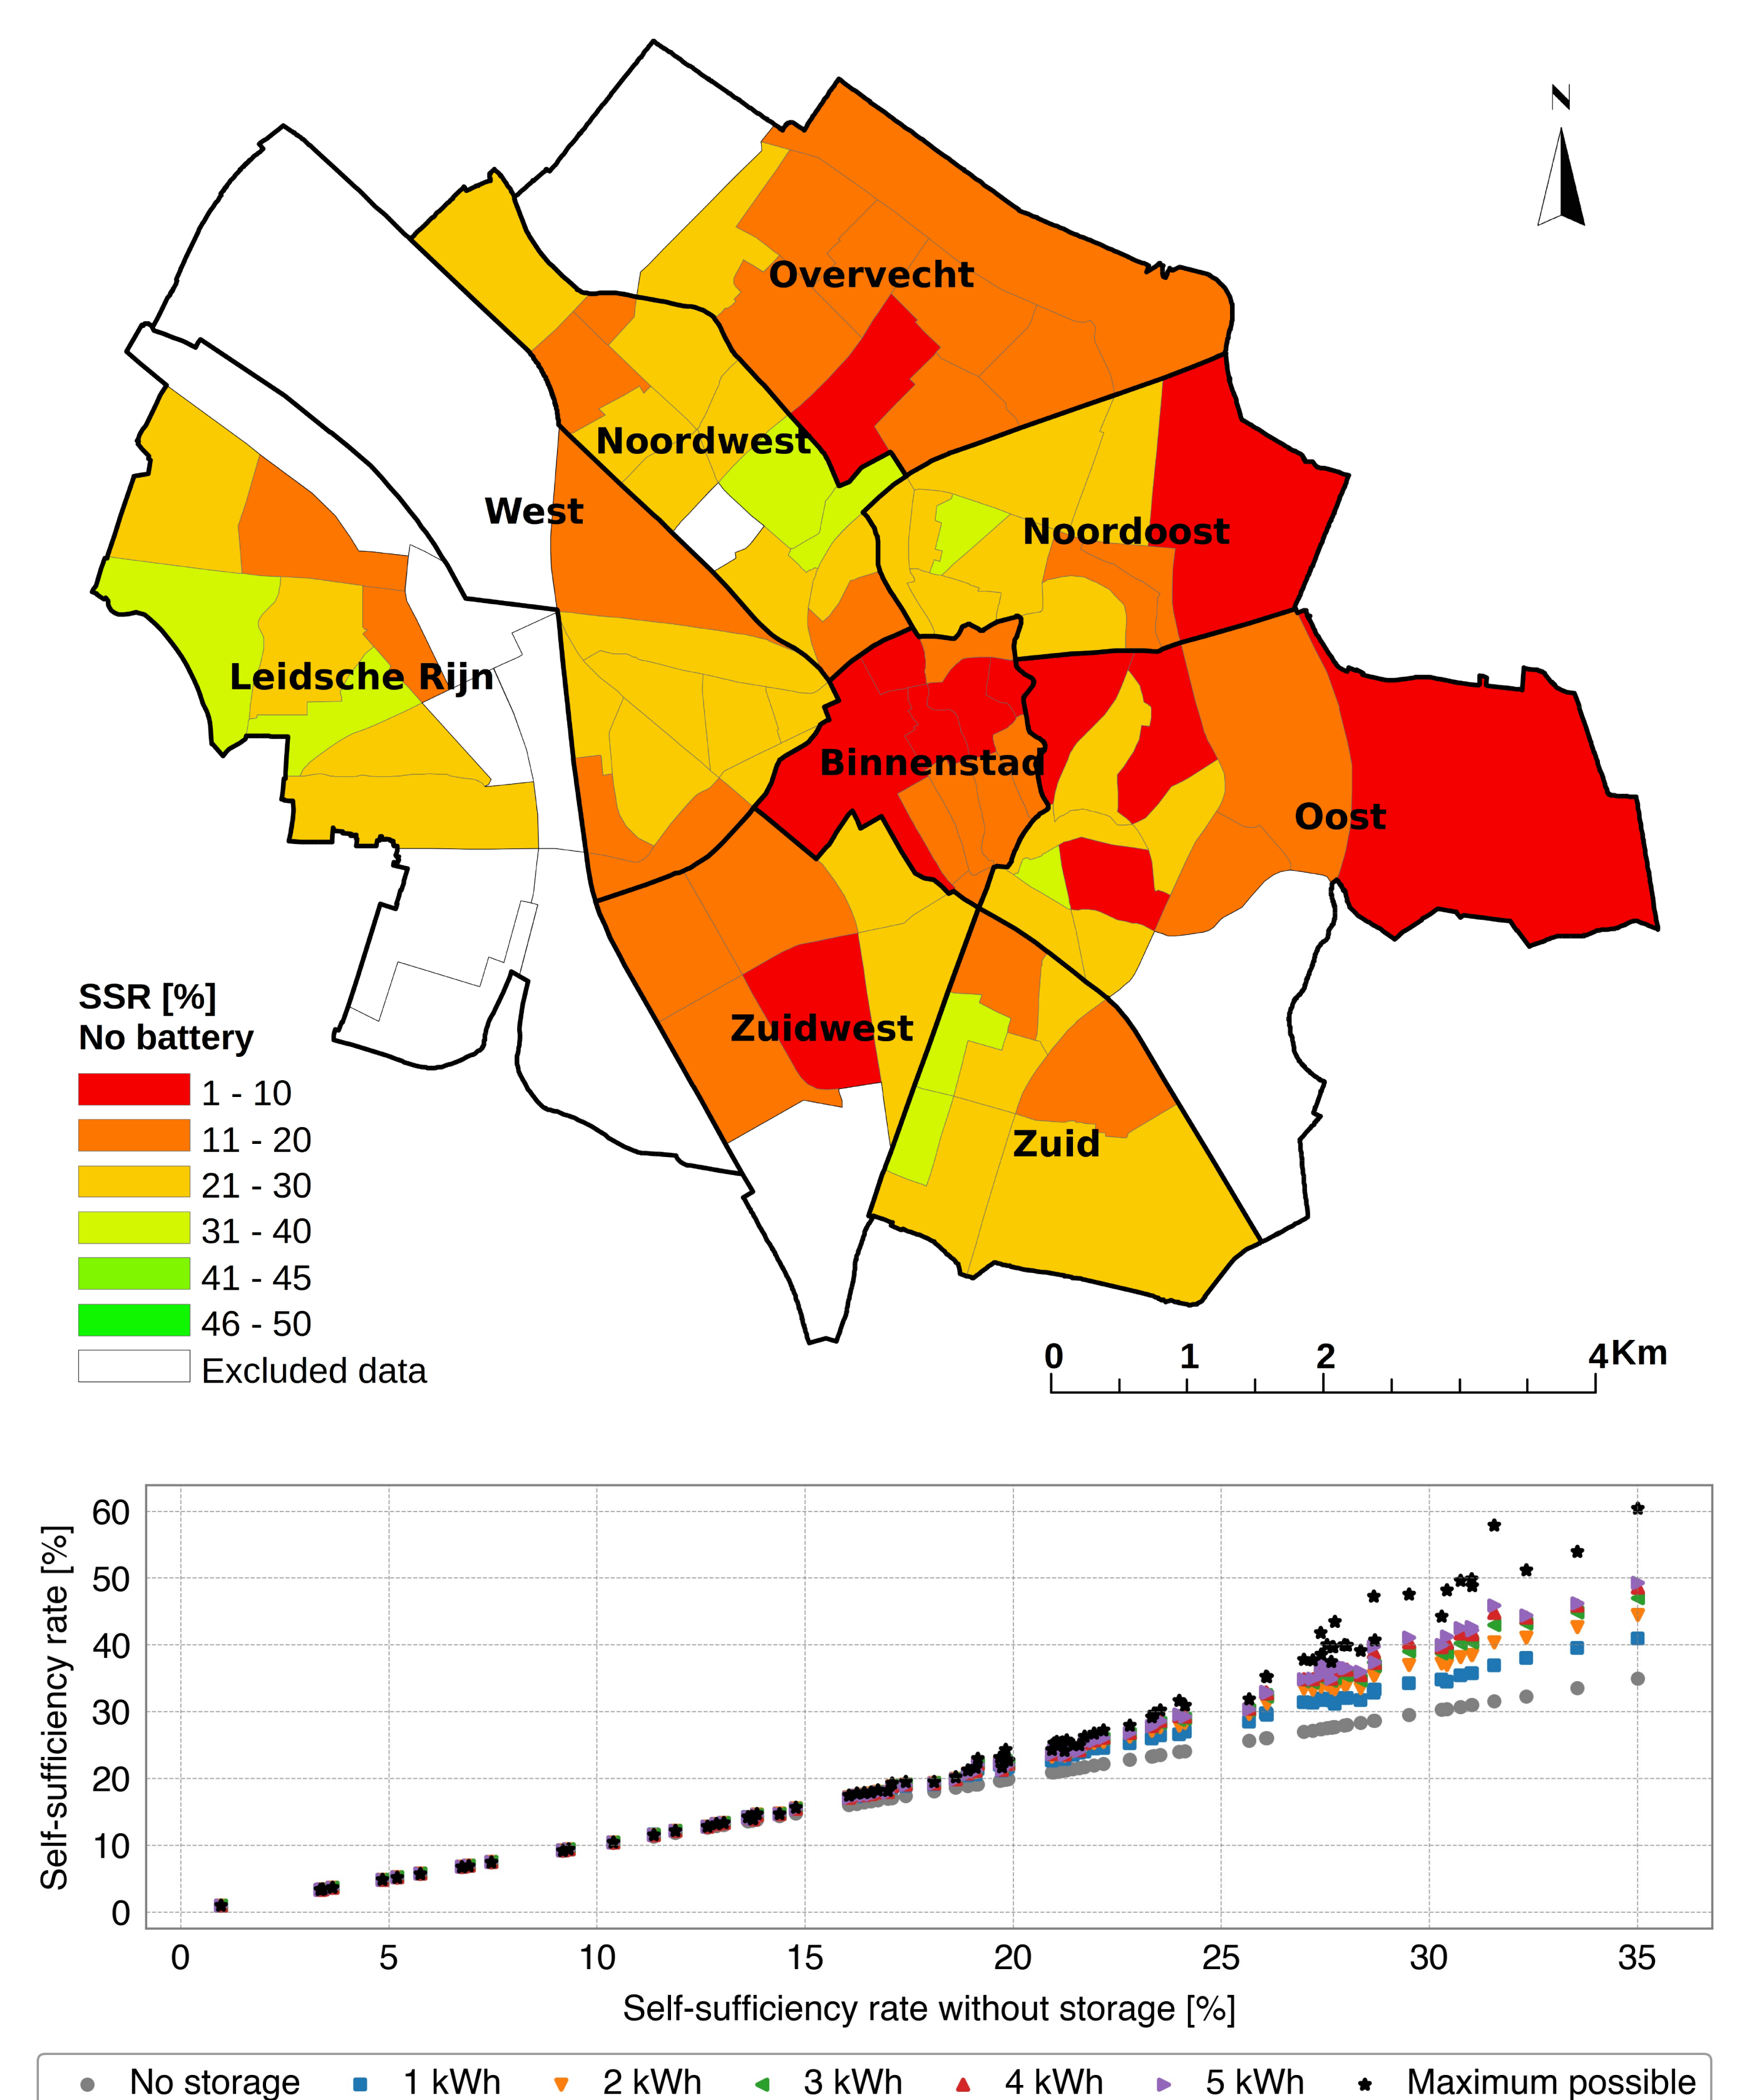 N
Overvecht
Noordwest
West
Noordoost
Leidsche Rijn
Binnenstad
Oost
Zuidwest
Zuid
SSR [%]
No battery
1 - 10
11 - 20
21 - 30
31 - 40
41 - 45
46 - 50
Excluded data
0 1 2 4 Km
Self-sufficiency rate [%]
60
50
40
30
20
10
0
0 5 10 15 20 25 30 35
Self-sufficiency rate without storage [%]
No storage 1 kWh 2 kWh 3 kWh 4 kWh 5 kWh Maximum possible